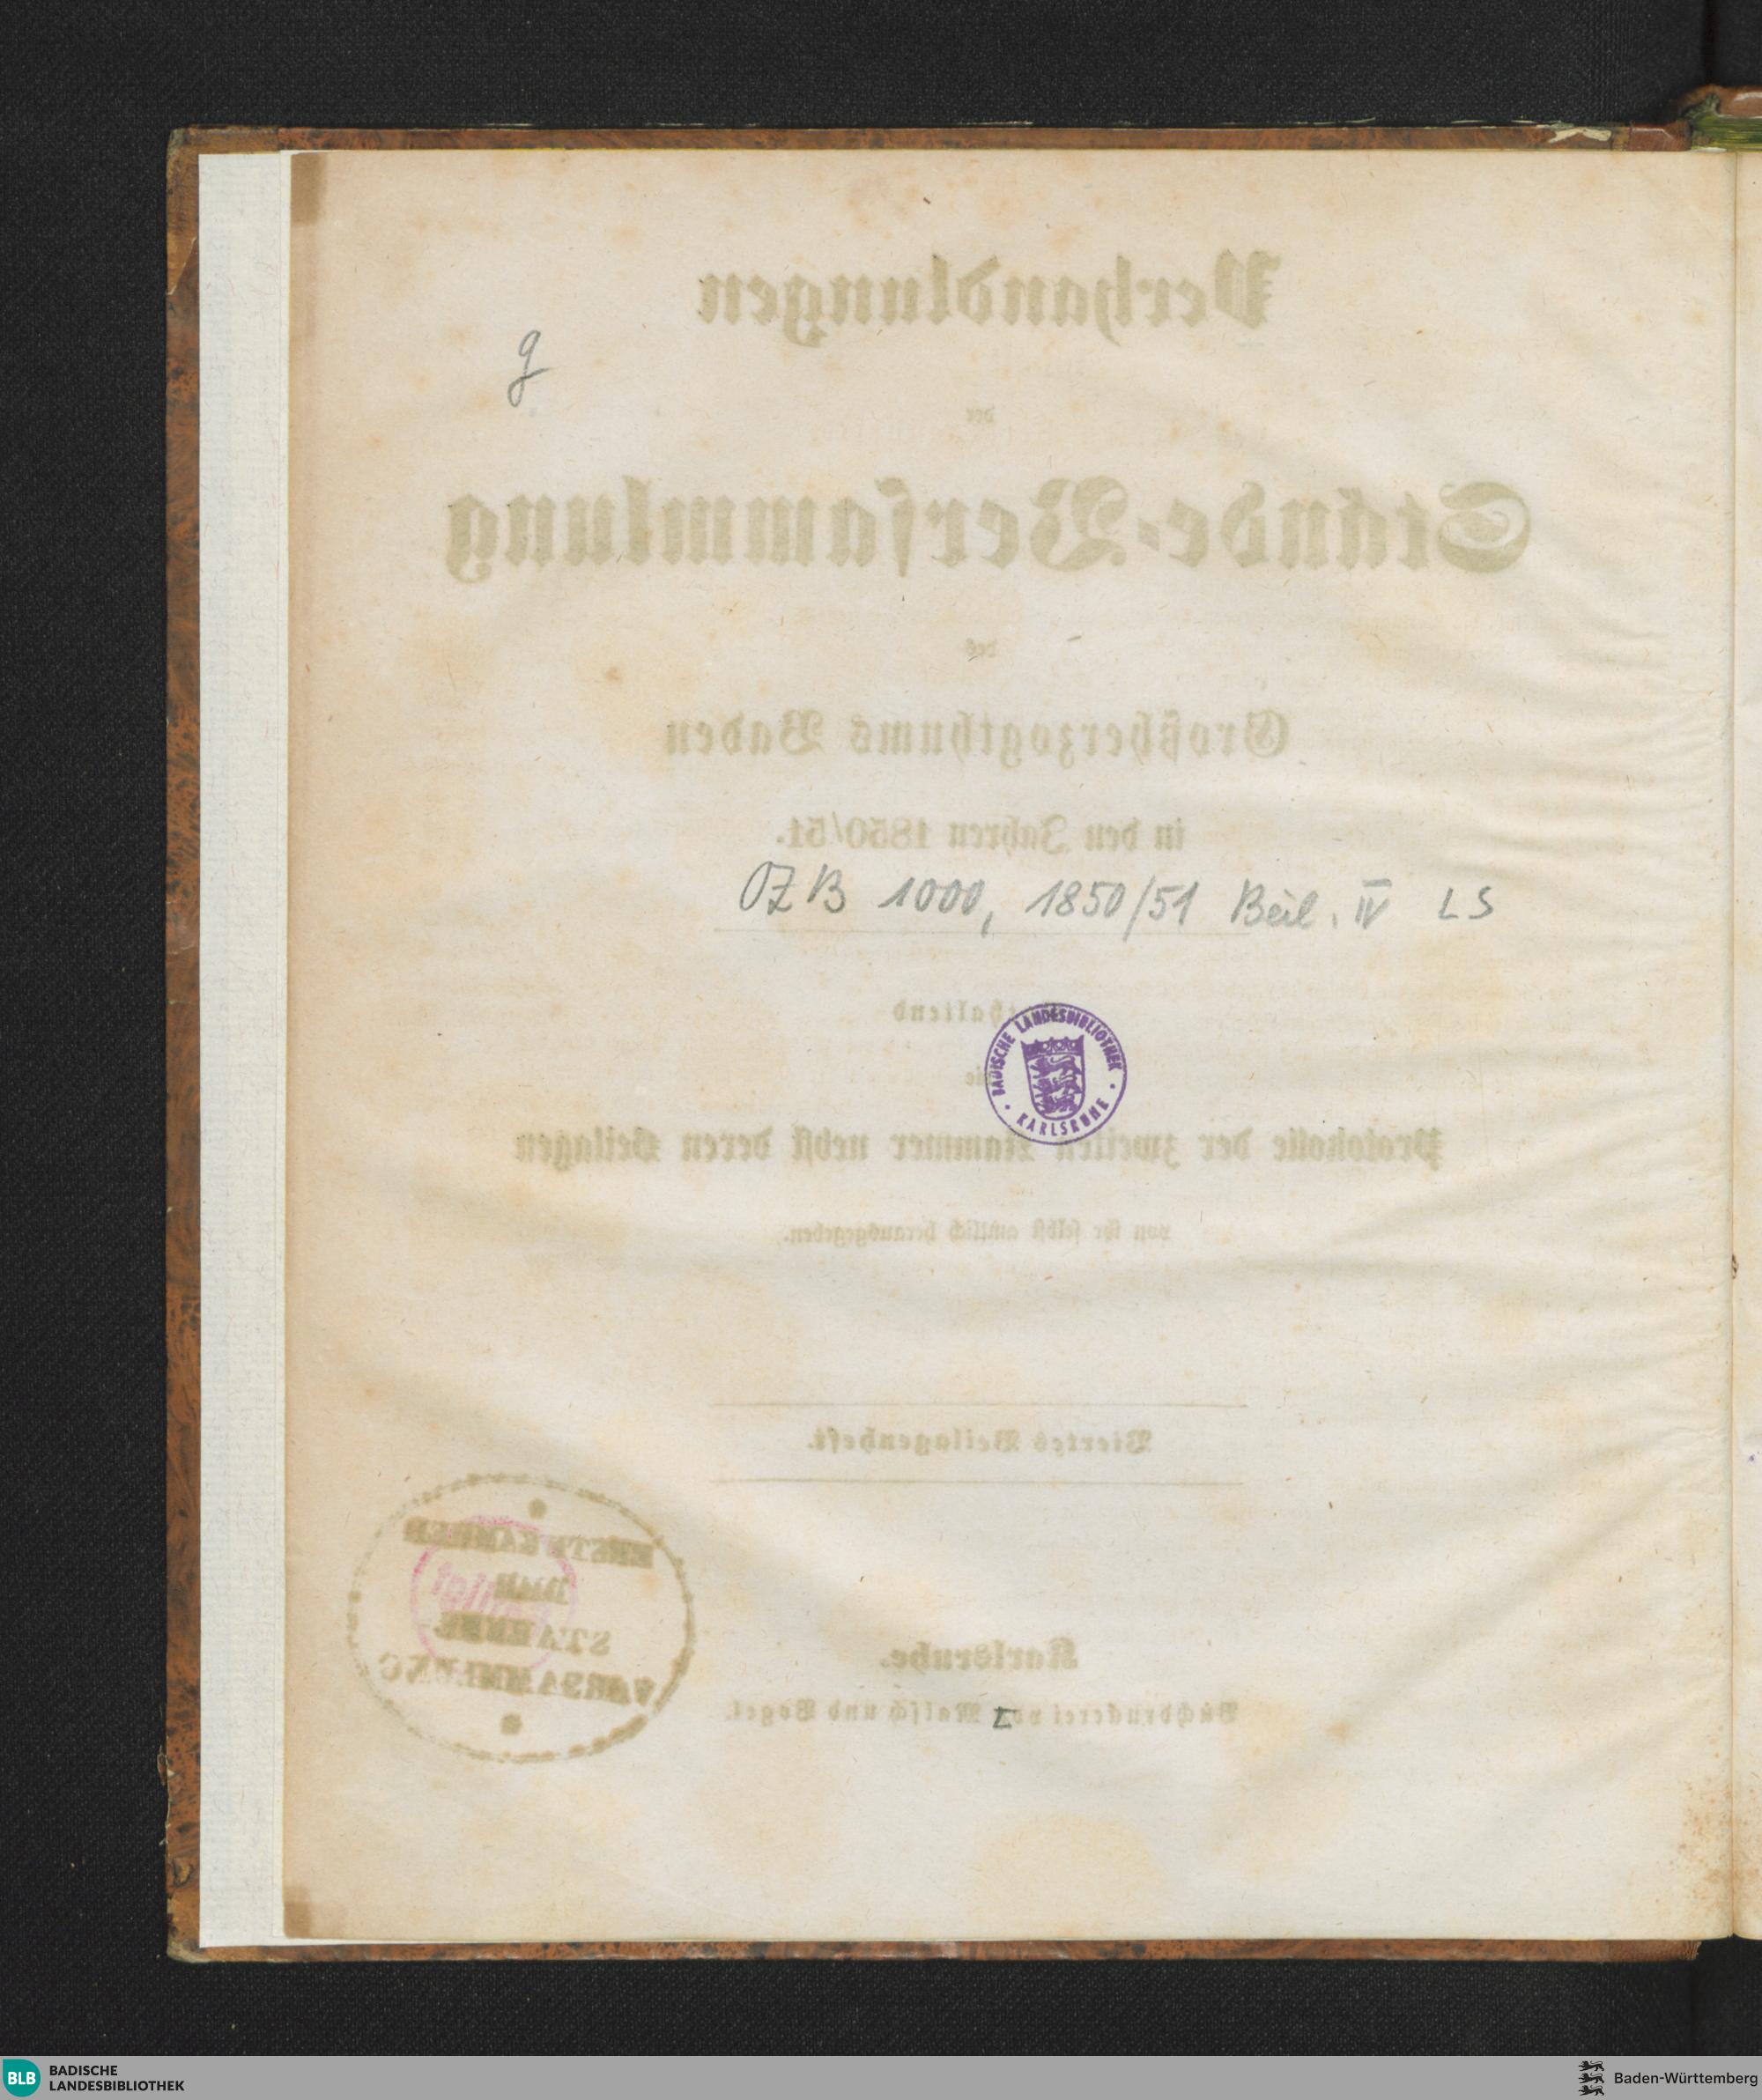 Verhandlungen
g
der
Stände-Versammlung
des
Großherzogthums Baden
in den Jahren 1850/51.
OZB 1000, 1850/51 Beil. IV LS
enthaltend
die
BADISCHE LANDESBIBLIOTHEK
KARLSRUHE
Protokolle der zweiten Kammer nebst deren Beilagen
von ihr selbst amtlich herausgegeben.
Viertes Beilagenheft.
ERSTE KAMMER
DER
STAENDE
VERSAMMLUNG
Karlsruhe.
Buchdruckerei von Malsch und Vogel.
BLB BADISCHE
LANDESBIBLIOTHEK
Baden-Württemberg